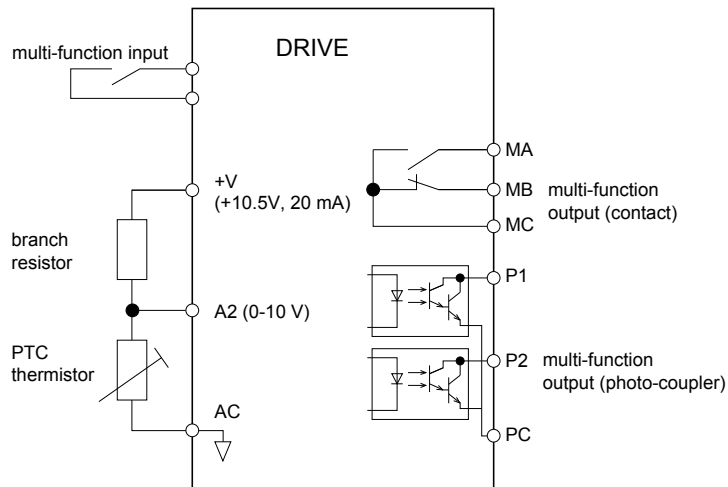 DRIVE
multi-function input
MA
+V
(+10.5V, 20 mA)
MB
multi-function
output (contact)
MC
branch
resistor
P1
A2 (0-10 V)
PTC
thermistor
P2
multi-function
output (photo-coupler)
AC
PC